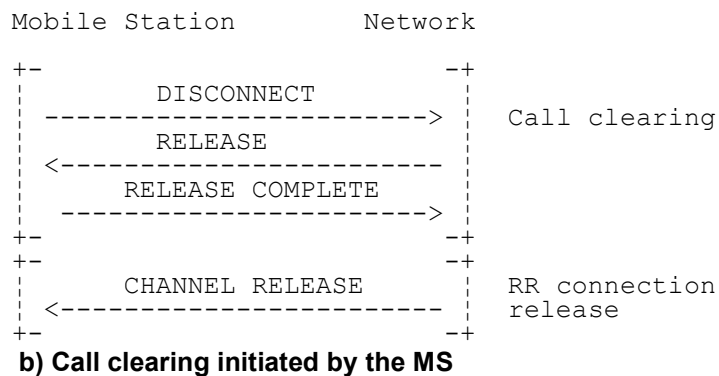 Mobile Station Network
DISCONNECT
Call clearing
RELEASE
RELEASE COMPLETE
CHANNEL RELEASE RR connection
release
b) Call clearing initiated by the MS